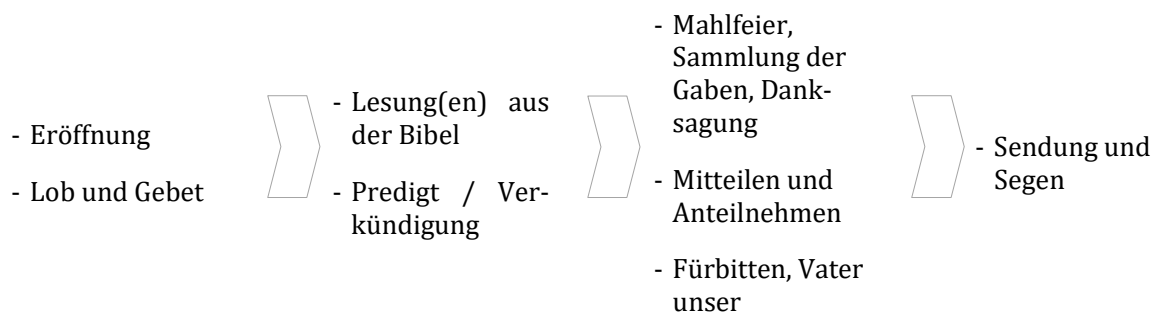 - Eröffnung
- Lob und Gebet
- Lesung(en) aus
der Bibel
- Predigt / Ver-
kündigung
- Mahlfeier,
Sammlung der
Gaben, Dank-
sagung
- Mitteilen und
Anteilnehmen
- Fürbitten, Vater
unser
- Sendung und
Segen